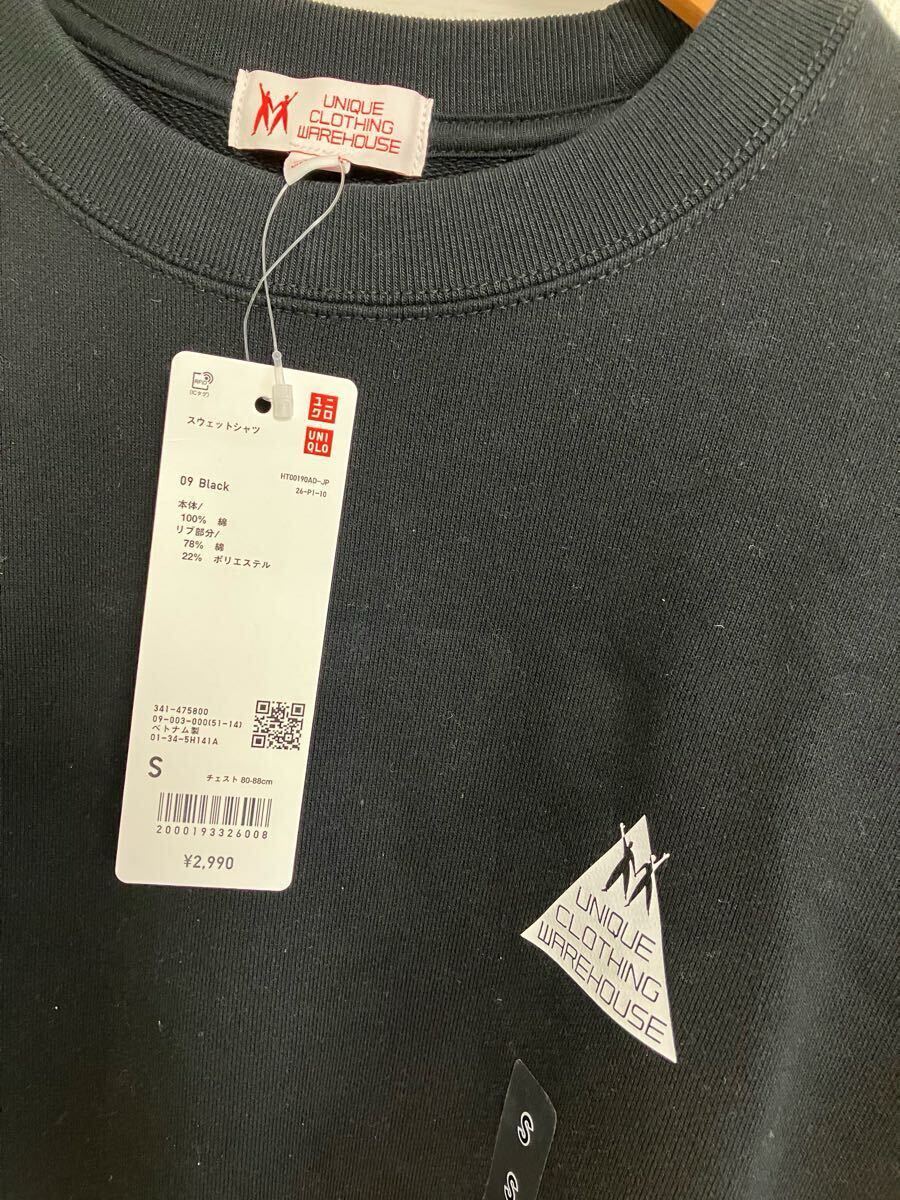 UNIQUE
CLOTHING
WAREHOUSE
RFID
(ICタグ)
ユニ
クロ
UNI
QLO
スウェットシャツ
09 Black
HT00190AD-JP
26-P1-10
本体/
100% 綿
リブ部分/
78% 綿
22% ポリエステル
341-475800
09-003-000(51-14)
ベトナム製
01-34-5H141A
S
チェスト 80-88cm
2000193326008
¥2,990
UNIQUE
CLOTHING
WAREHOUSE
S
S